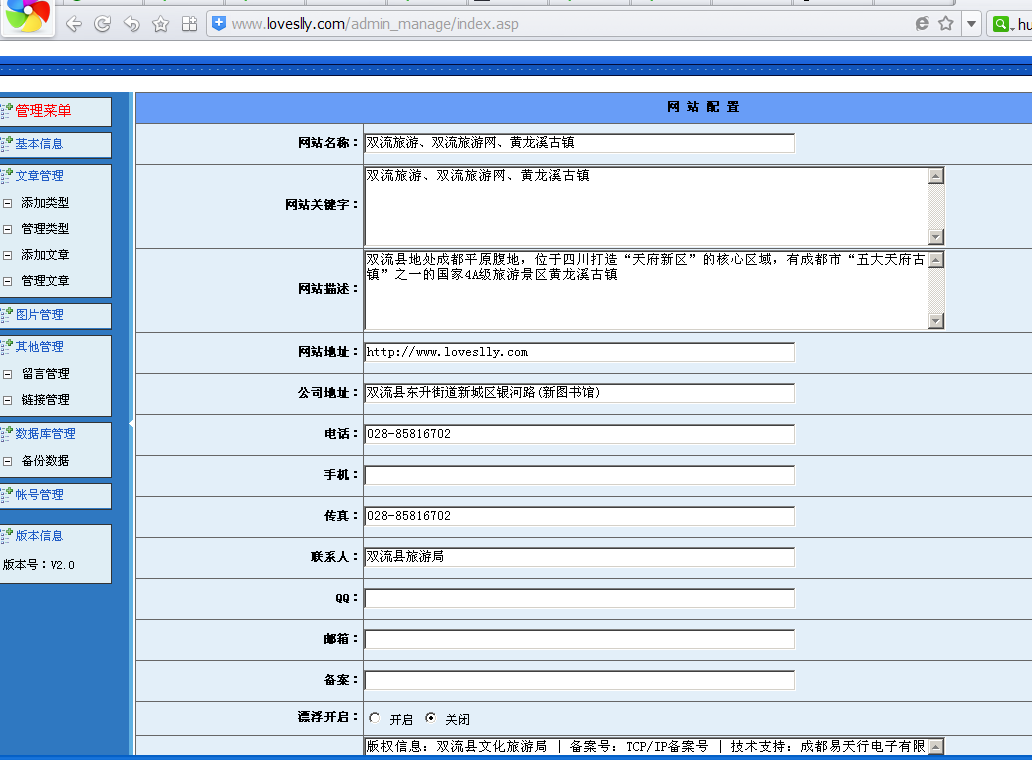 www.loveslly.com/admin_manage/index.asp
hu
管理菜单
基本信息
文章管理
添加类型
管理类型
添加文章
管理文章
图片管理
其他管理
留言管理
链接管理
数据库管理
备份数据
帐号管理
版本信息
版本号：V2.0
网 站 配 置
网站名称：
双流旅游、双流旅游网、黄龙溪古镇
网站关键字：
双流旅游、双流旅游网、黄龙溪古镇
网站描述：
双流县地处成都平原腹地，位于四川打造“天府新区”的核心区域，有成都市“五大天府古
镇”之一的国家4A级旅游景区黄龙溪古镇
网站地址：
http://www.loveslly.com
公司地址：
双流县东升街道新城区银河路(新图书馆)
电话：
028-85816702
手机：
传真：
028-85816702
联系人：
双流县旅游局
QQ：
邮箱：
备案：
漂浮开启：
开启 关闭
版权信息：双流县文化旅游局 | 备案号：TCP/IP备案号 | 技术支持：成都易天行电子有限